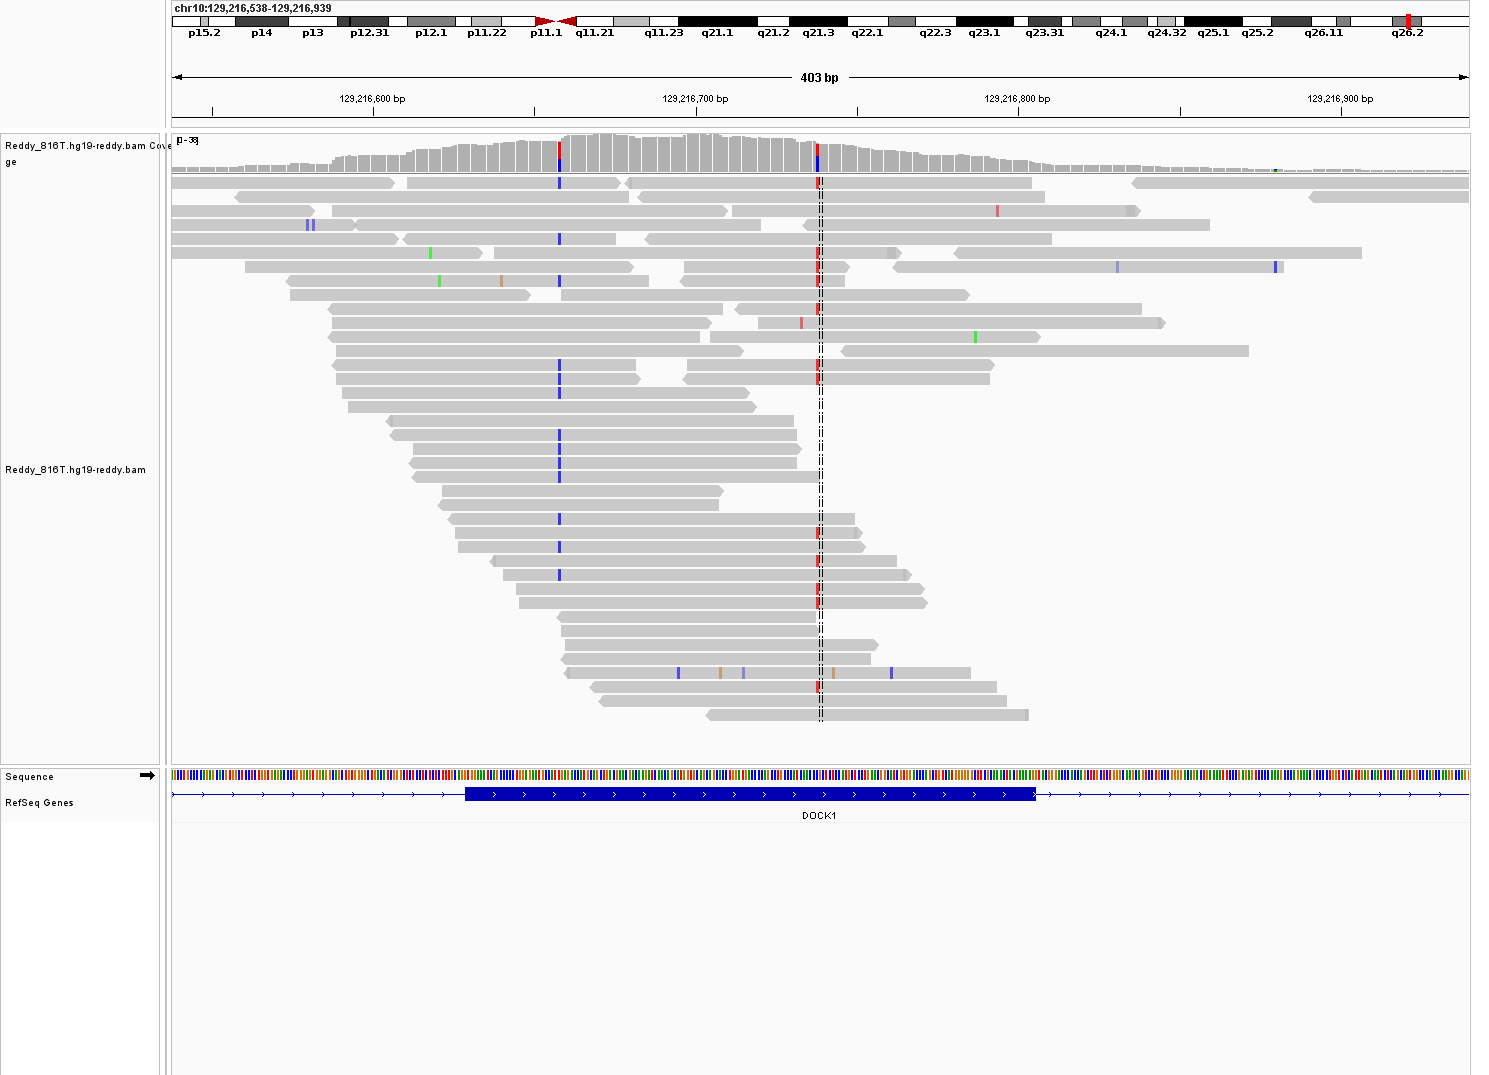 chr10:129,216,538-129,216,939
p15.2 p14 p13 p12.31 p12.1 p11.22 p11.1 q11.21 q11.23 q21.1 q21.2 q21.3 q22.1 q22.3 q23.1 q23.31 q24.1 q24.32 q25.1 q25.2 q26.11 q26.2
403 bp
129,216,600 bp 129,216,700 bp 129,216,800 bp 129,216,900 bp
[0-38]
Reddy_816T.hg19-reddy.bam Cove
ge
Reddy_816T.hg19-reddy.bam
Sequence
RefSeq Genes
DOCK1